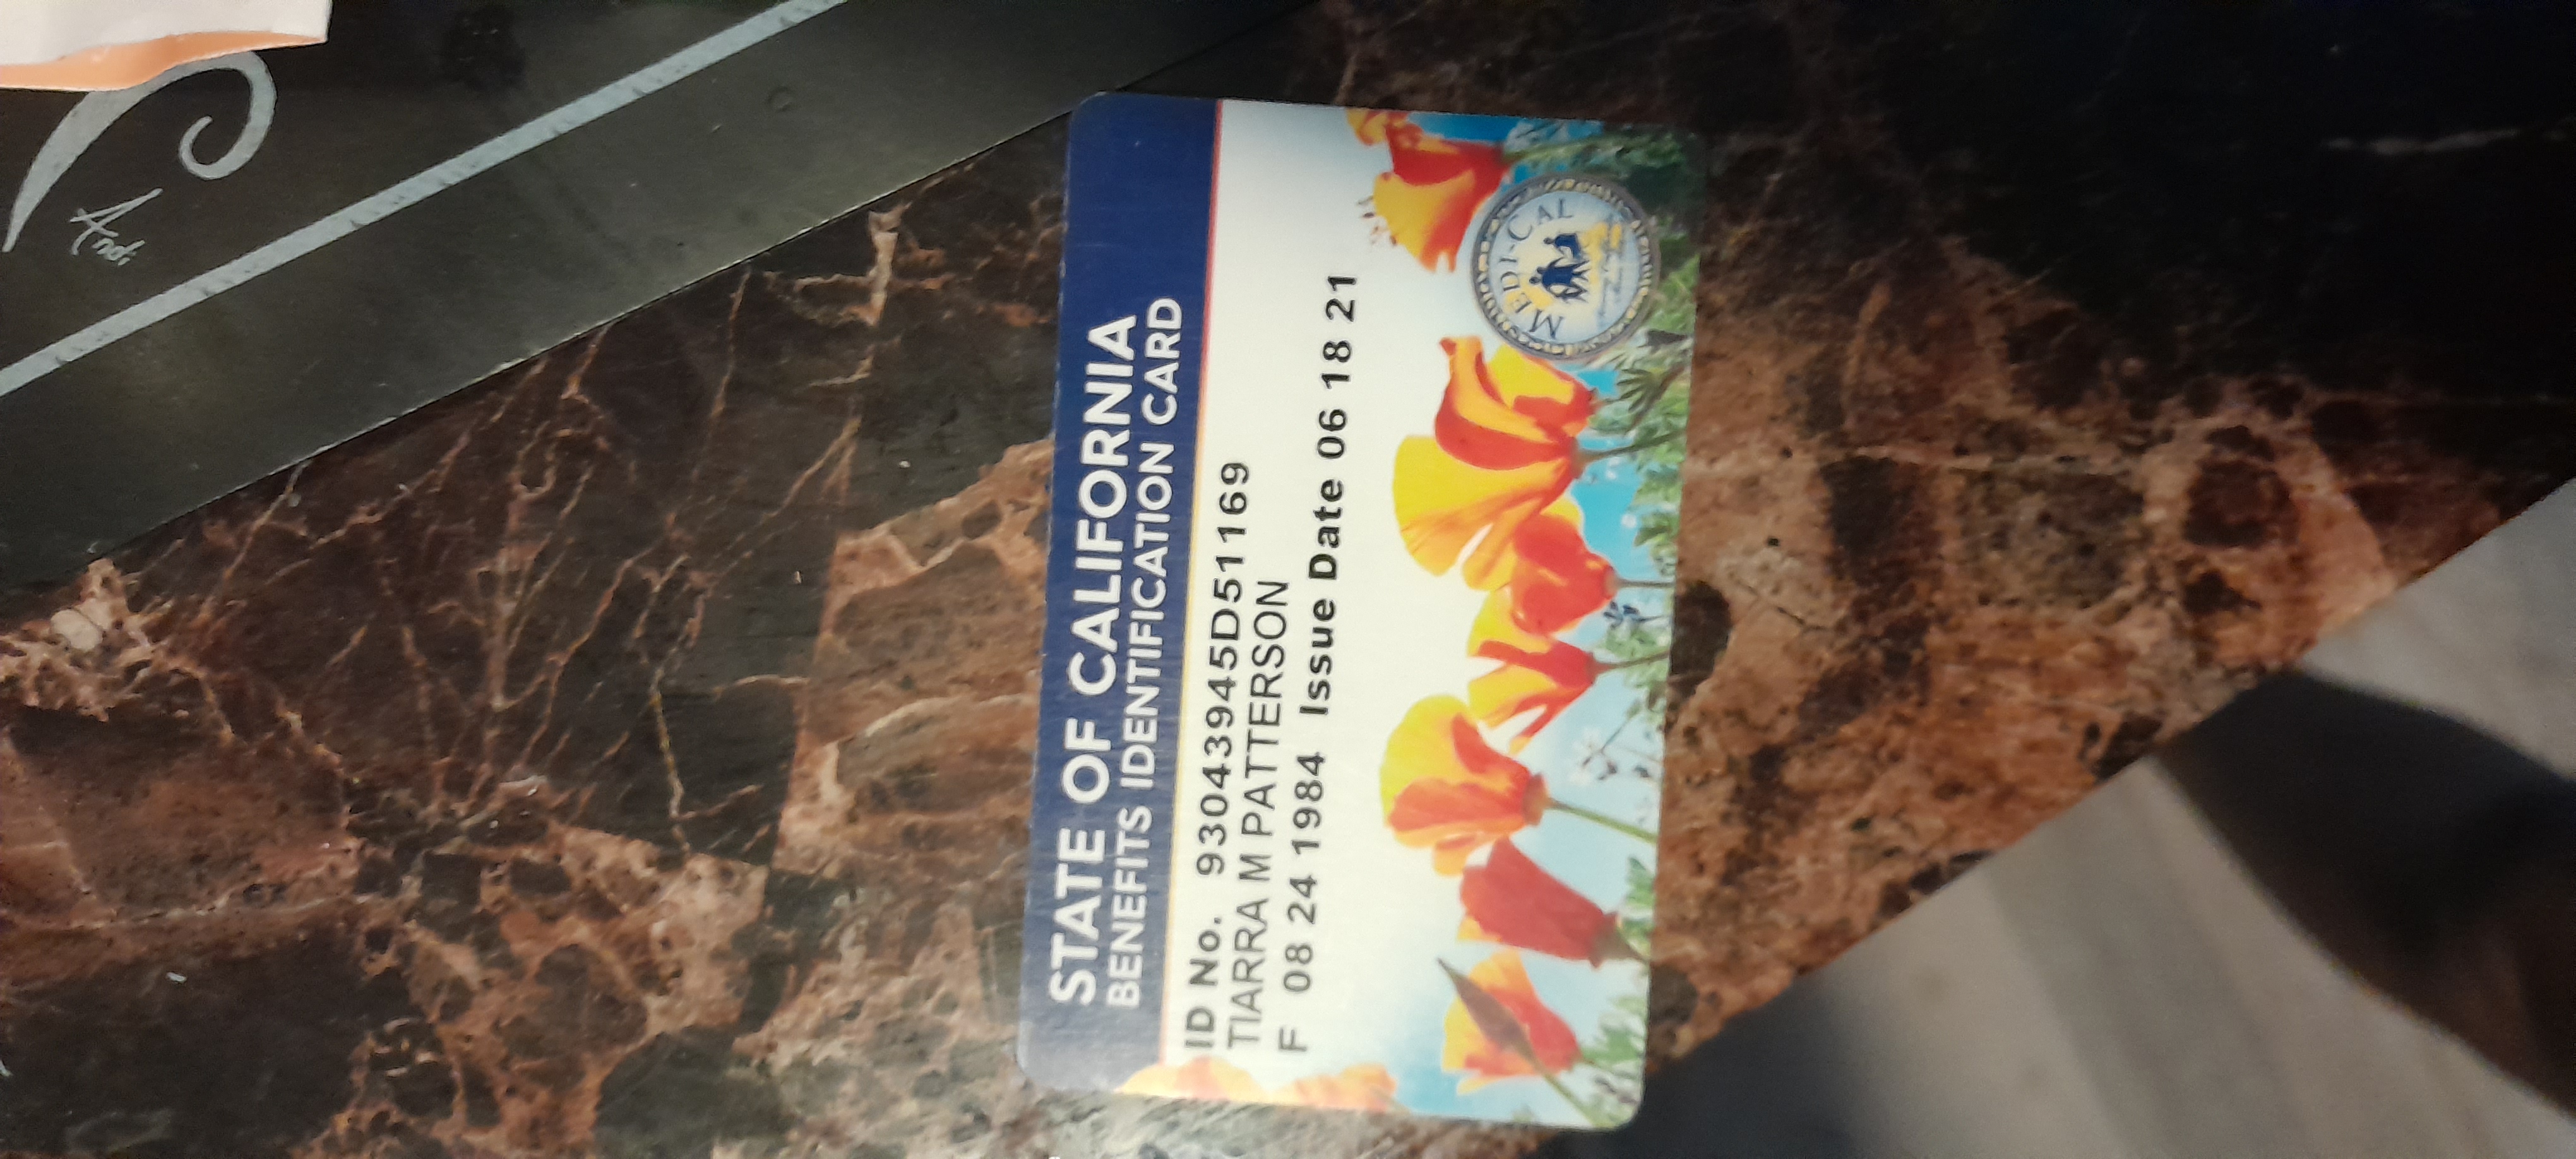 STATE OF CALIFORNIA
BENEFITS IDENTIFICATION CARD
ID No. 93043945D51169
TIARRA M PATTERSON
F 08 24 1984 Issue Date 06 18 21
MEDI-CAL
Andi